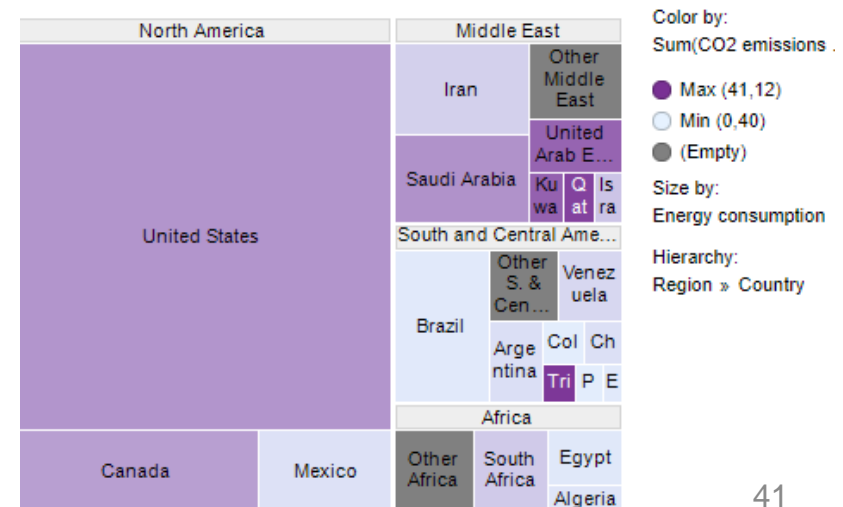 North America
United States
Canada
Mexico
Middle East
Iran
Other
Middle
East
Saudi Arabia
United
Arab E...
Ku
wa
Q
at
Is
ra
South and Central Ame...
Brazil
Other
S. &
Cen...
Venez
uela
Arge
ntina
Col
Ch
Tri
P
E
Africa
Other
Africa
South
Africa
Egypt
Algeria
Color by:
Sum(CO2 emissions .
Max (41,12)
Min (0,40)
(Empty)
Size by:
Energy consumption
Hierarchy:
Region » Country
41